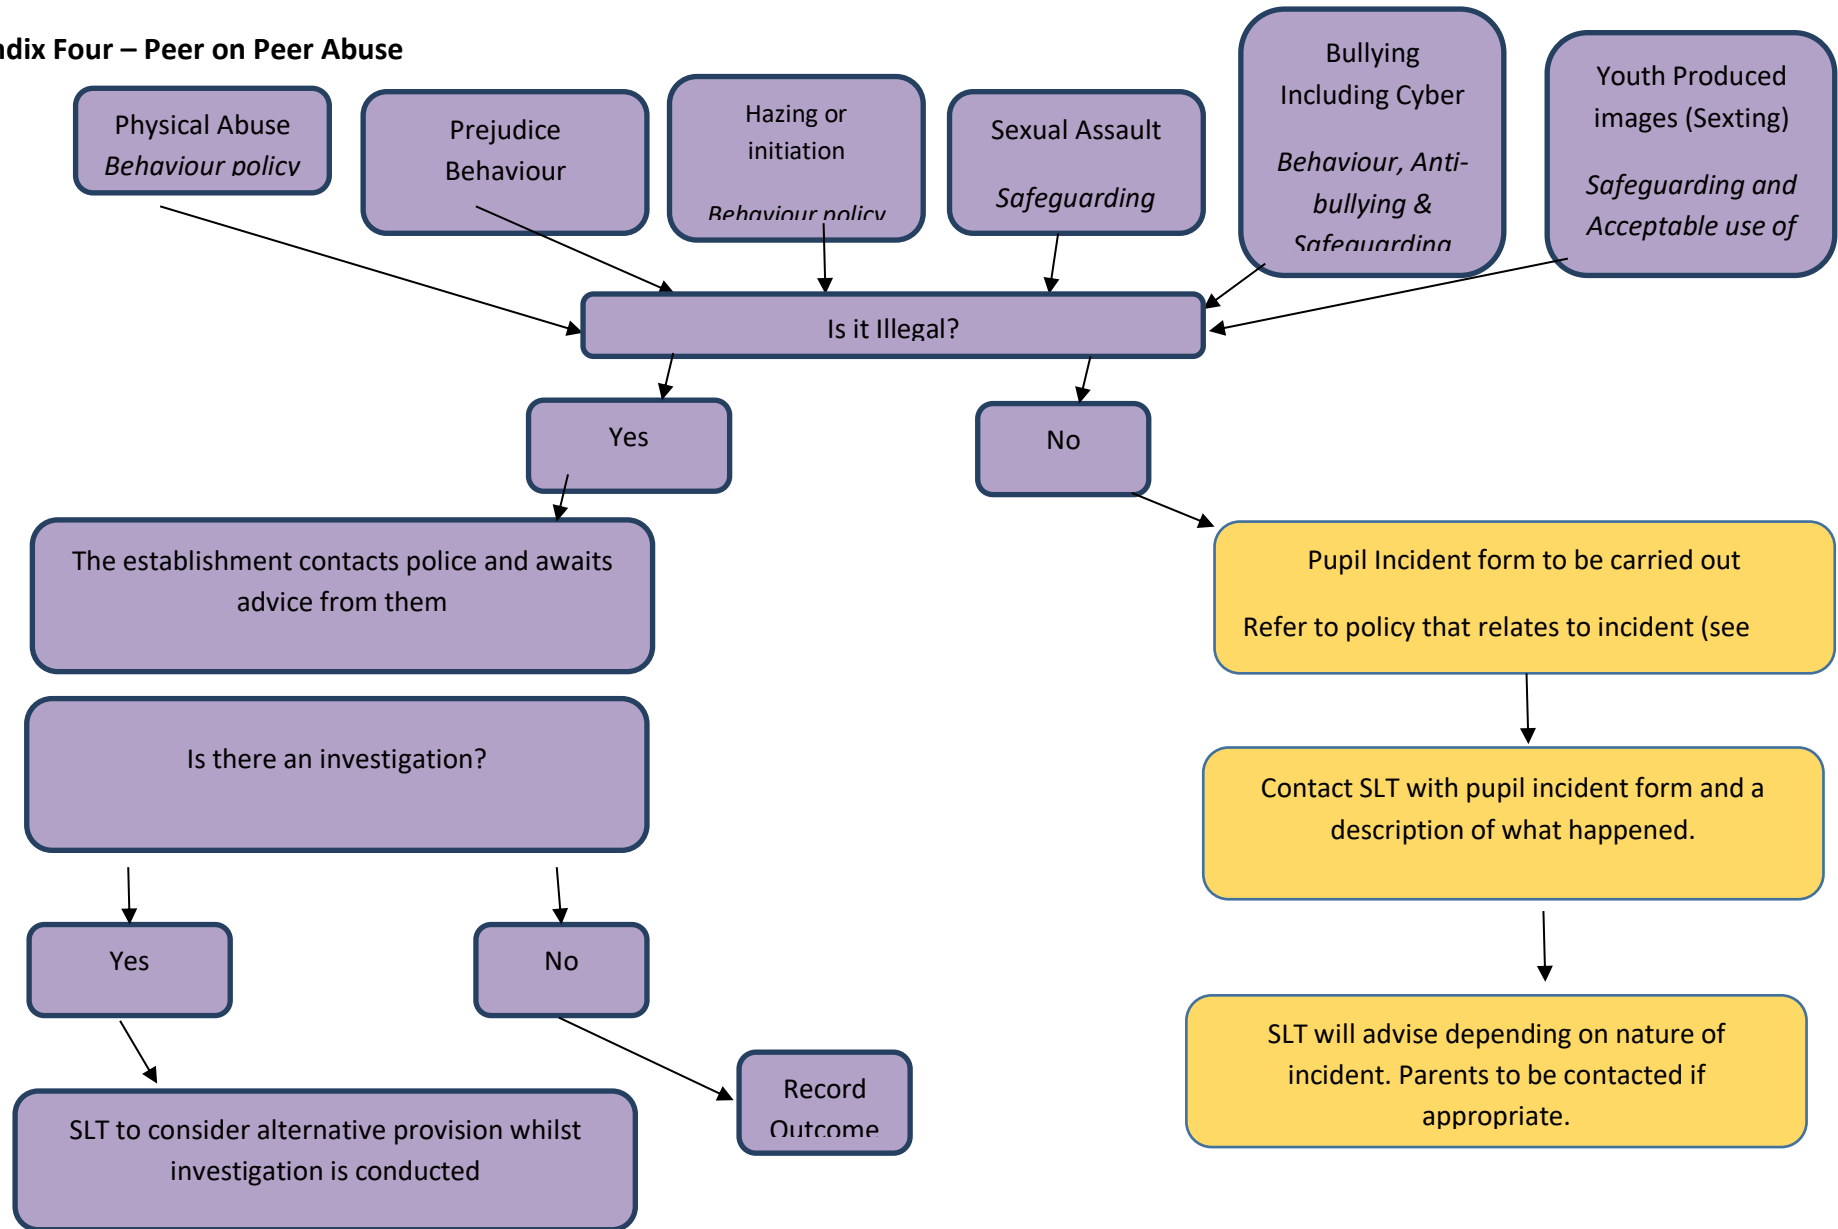 ndix Four – Peer on Peer Abuse
Physical Abuse
Behaviour policy
Prejudice
Behaviour
Hazing or
initiation
Behaviour policy
Sexual Assault
Safeguarding
Bullying
Including Cyber
Behaviour, Anti-
bullying &
Safeguarding
Youth Produced
images (Sexting)
Safeguarding and
Acceptable use of
Is it Illegal?
Yes
No
The establishment contacts police and awaits
advice from them
Pupil Incident form to be carried out
Refer to policy that relates to incident (see
Is there an investigation?
Contact SLT with pupil incident form and a
description of what happened.
Yes
No
SLT to consider alternative provision whilst
investigation is conducted
Record
Outcome
SLT will advise depending on nature of
incident. Parents to be contacted if
appropriate.